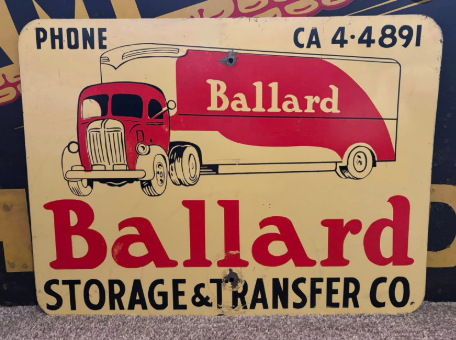 PHONE CA 4-4891
Ballard
Ballard
STORAGE & TRANSFER CO.